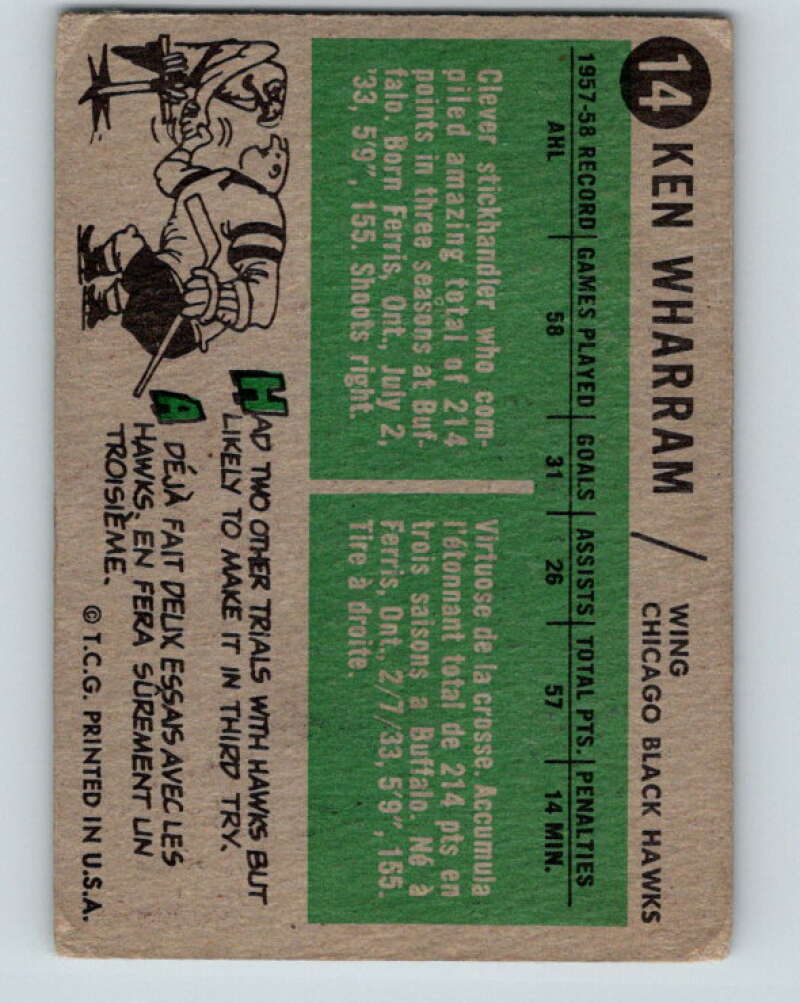 14 KEN WHARRAM / WING
CHICAGO BLACK HAWKS
1957-58 RECORD GAMES PLAYED GOALS ASSISTS TOTAL PTS. PENALTIES
AHL 58 31 26 57 14 MIN.
Clever stickhandler who com-
piled amazing total of 214
points in three seasons at Buf-
falo. Born Ferris, Ont., July 2,
'33, 5'9", 155. Shoots right.
Virtuose de la crosse. Accumula
l'étonnant total de 214 pts en
trois saisons a Buffalo. Né à
Ferris, Ont., 2/7/33, 5'9", 155.
Tire à droite.
HAD TWO OTHER TRIALS WITH HAWKS BUT
LIKELY TO MAKE IT IN THIRD TRY.
A DÉJÀ FAIT DEUX ESSAIS AVEC LES
HAWKS; EN FERA SÛREMENT UN
TROISIÈME.
© T.C.G. PRINTED IN U.S.A.